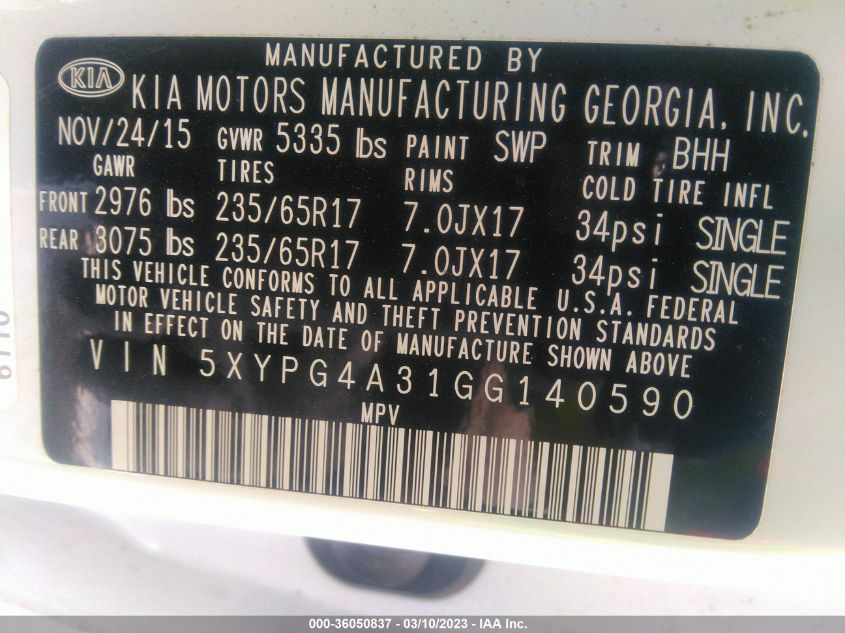 MANUFACTURED BY
KIA KIA MOTORS MANUFACTURING GEORGIA, INC.
NOV/24/15 GVWR 5335 lbs PAINT SWP TRIM BHH
GAWR TIRES RIMS COLD TIRE INFL
FRONT 2976 lbs 235/65R17 7.0JX17 34psi SINGLE
REAR 3075 lbs 235/65R17 7.0JX17 34psi SINGLE
THIS VEHICLE CONFORMS TO ALL APPLICABLE U.S.A. FEDERAL
MOTOR VEHICLE SAFETY AND THEFT PREVENTION STANDARDS
IN EFFECT ON THE DATE OF MANUFACTURE SHOWN ABOVE
VIN 5XYPG4A31GG140590
MPV
000-36050837 - 03/10/2023 - IAA Inc.